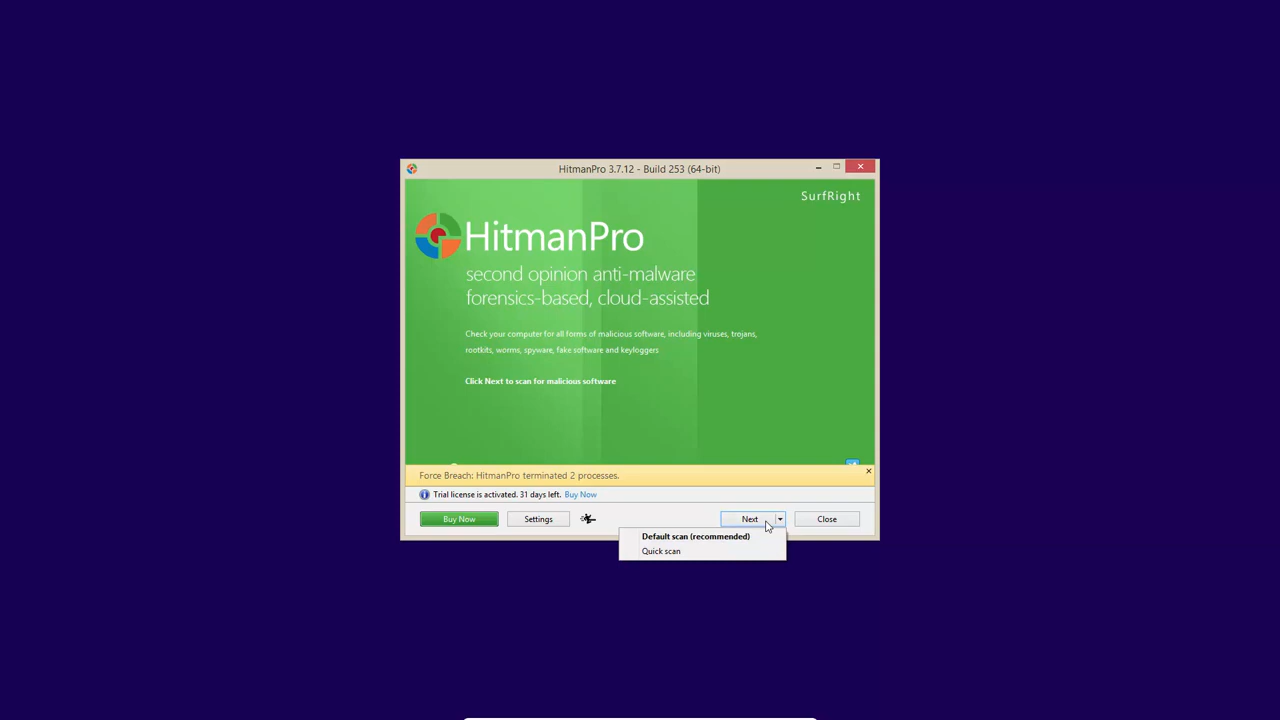 HitmanPro 3.7.12 - Build 253 (64-bit)
SurfRight
HitmanPro
second opinion anti-malware
forensics-based, cloud-assisted
Check your computer for all forms of malicious software, including viruses, trojans,
rootkits, worms, spyware, fake software and keyloggers
Click Next to scan for malicious software
Force Breach: HitmanPro terminated 2 processes.
Trial license is activated. 31 days left. Buy Now
Buy Now Settings Next Close
Default scan (recommended)
Quick scan